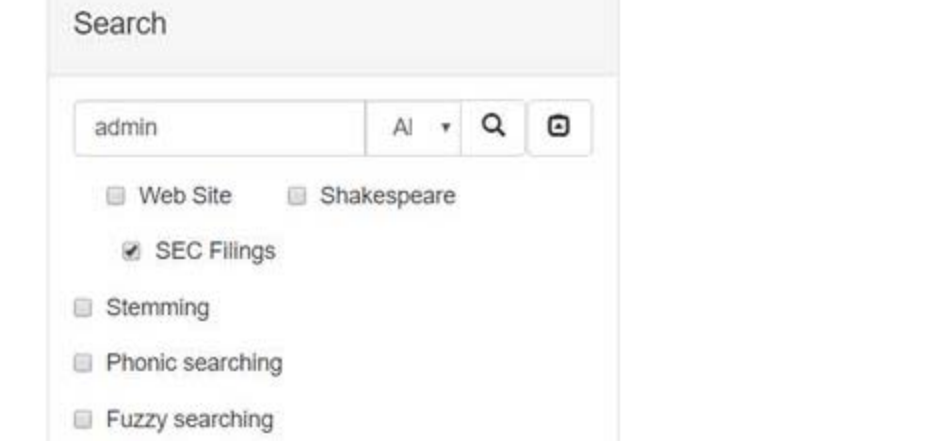 Search
admin Al
Web Site Shakespeare
SEC Filings
Stemming
Phonic searching
Fuzzy searching